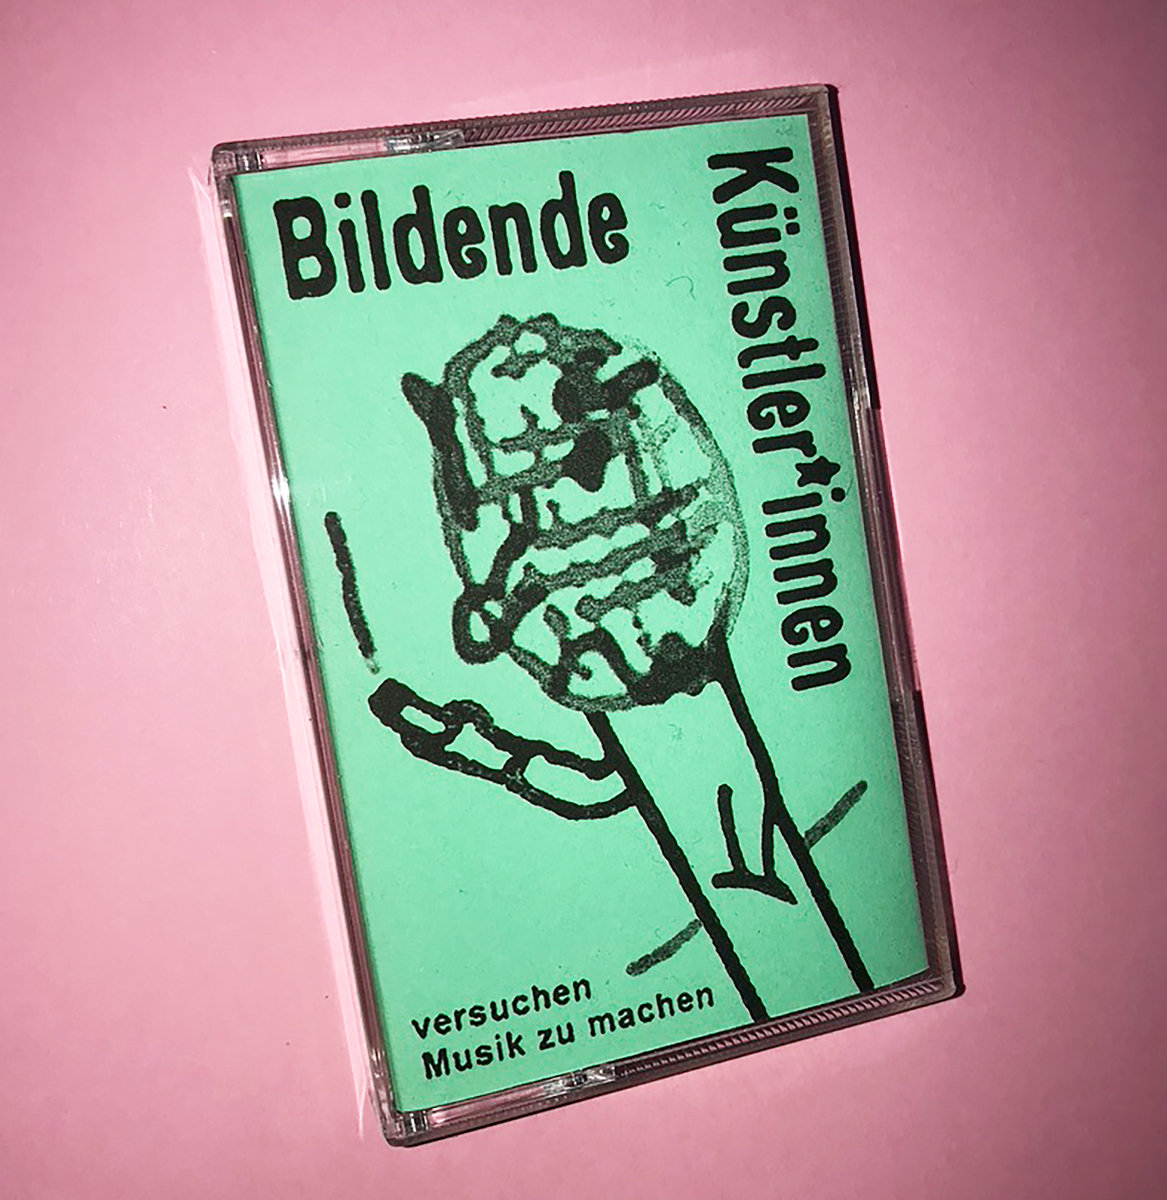 Bildende
Künstler*innen
versuchen
Musik zu machen